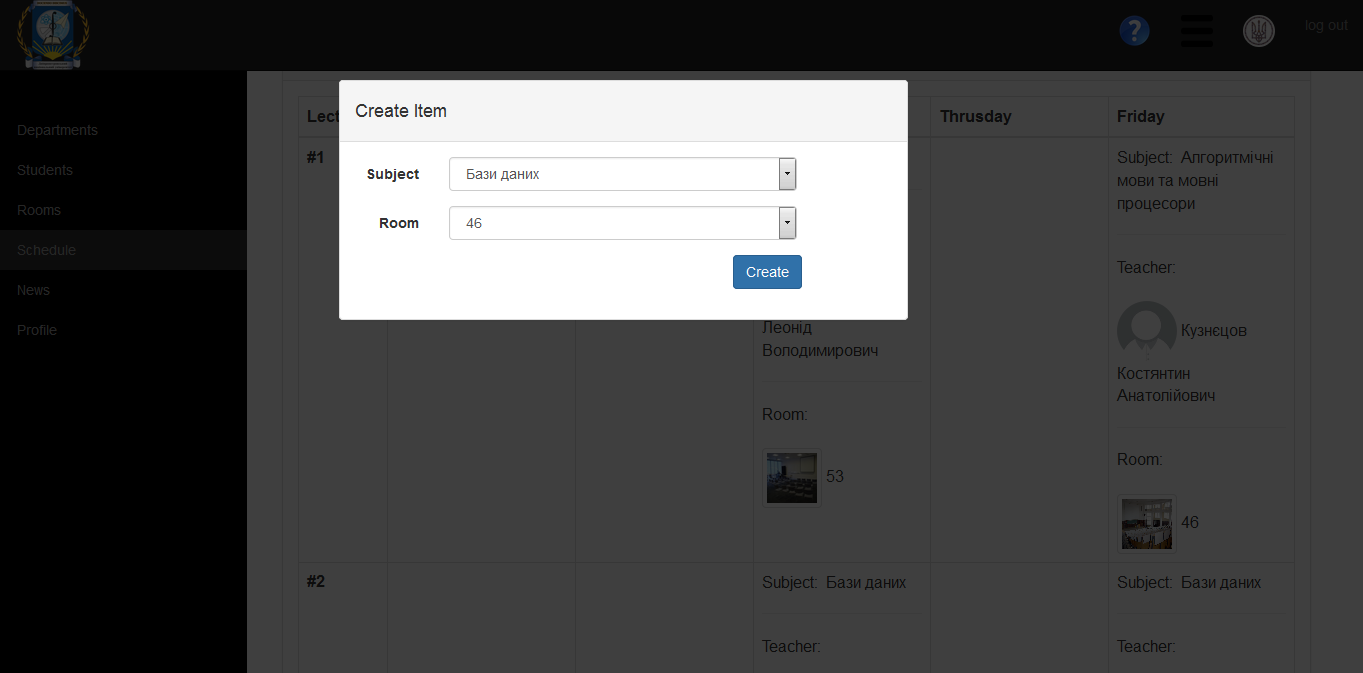 ?
log out
Departments
Students
Rooms
Schedule
News
Profile
Create Item
Subject
Бази даних
Room
46
Create
Lect
Thrusday
Friday
#1
Леонід
Володимирович
Room:
53
Subject: Алгоритмічні
мови та мовні
процесори
Teacher:
Кузнєцов
Костянтин
Анатолійович
Room:
46
#2
Subject: Бази даних
Teacher:
Subject: Бази даних
Teacher: